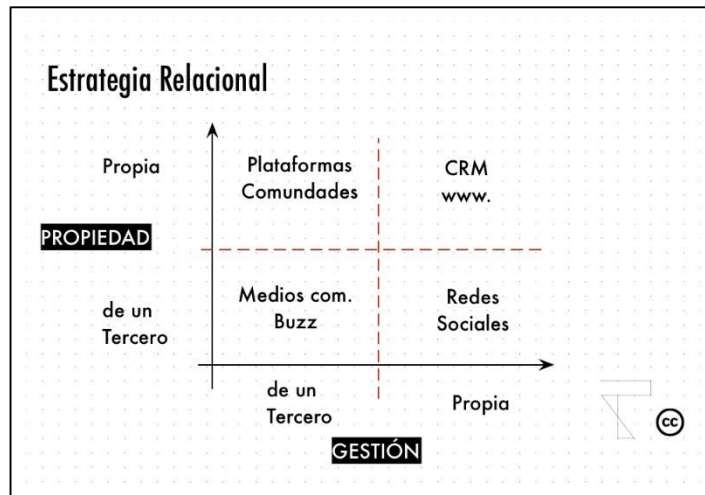 Estrategia Relacional
Propia
Plataformas
Comundades
CRM
www.
PROPIEDAD
de un
Tercero
Medios com.
Buzz
Redes
Sociales
de un
Tercero
Propia
GESTIÓN
cc